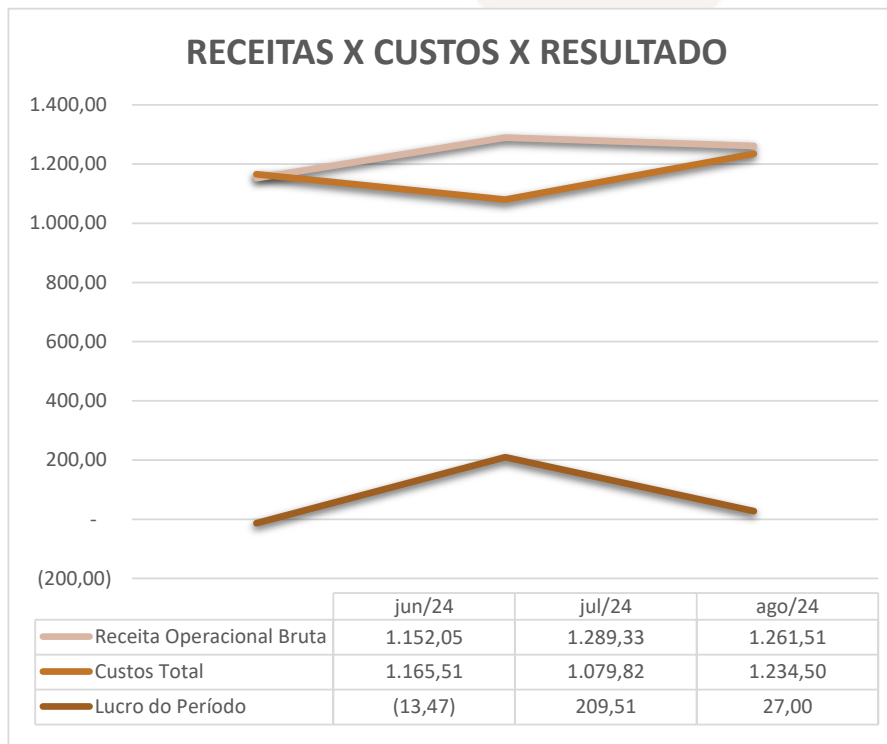 RECEITAS X CUSTOS X RESULTADO
1.400,00
1.200,00
1.000,00
800,00
600,00
400,00
200,00
-
(200,00)
jun/24 jul/24 ago/24
Receita Operacional Bruta 1.152,05 1.289,33 1.261,51
Custos Total 1.165,51 1.079,82 1.234,50
Lucro do Período (13,47) 209,51 27,00